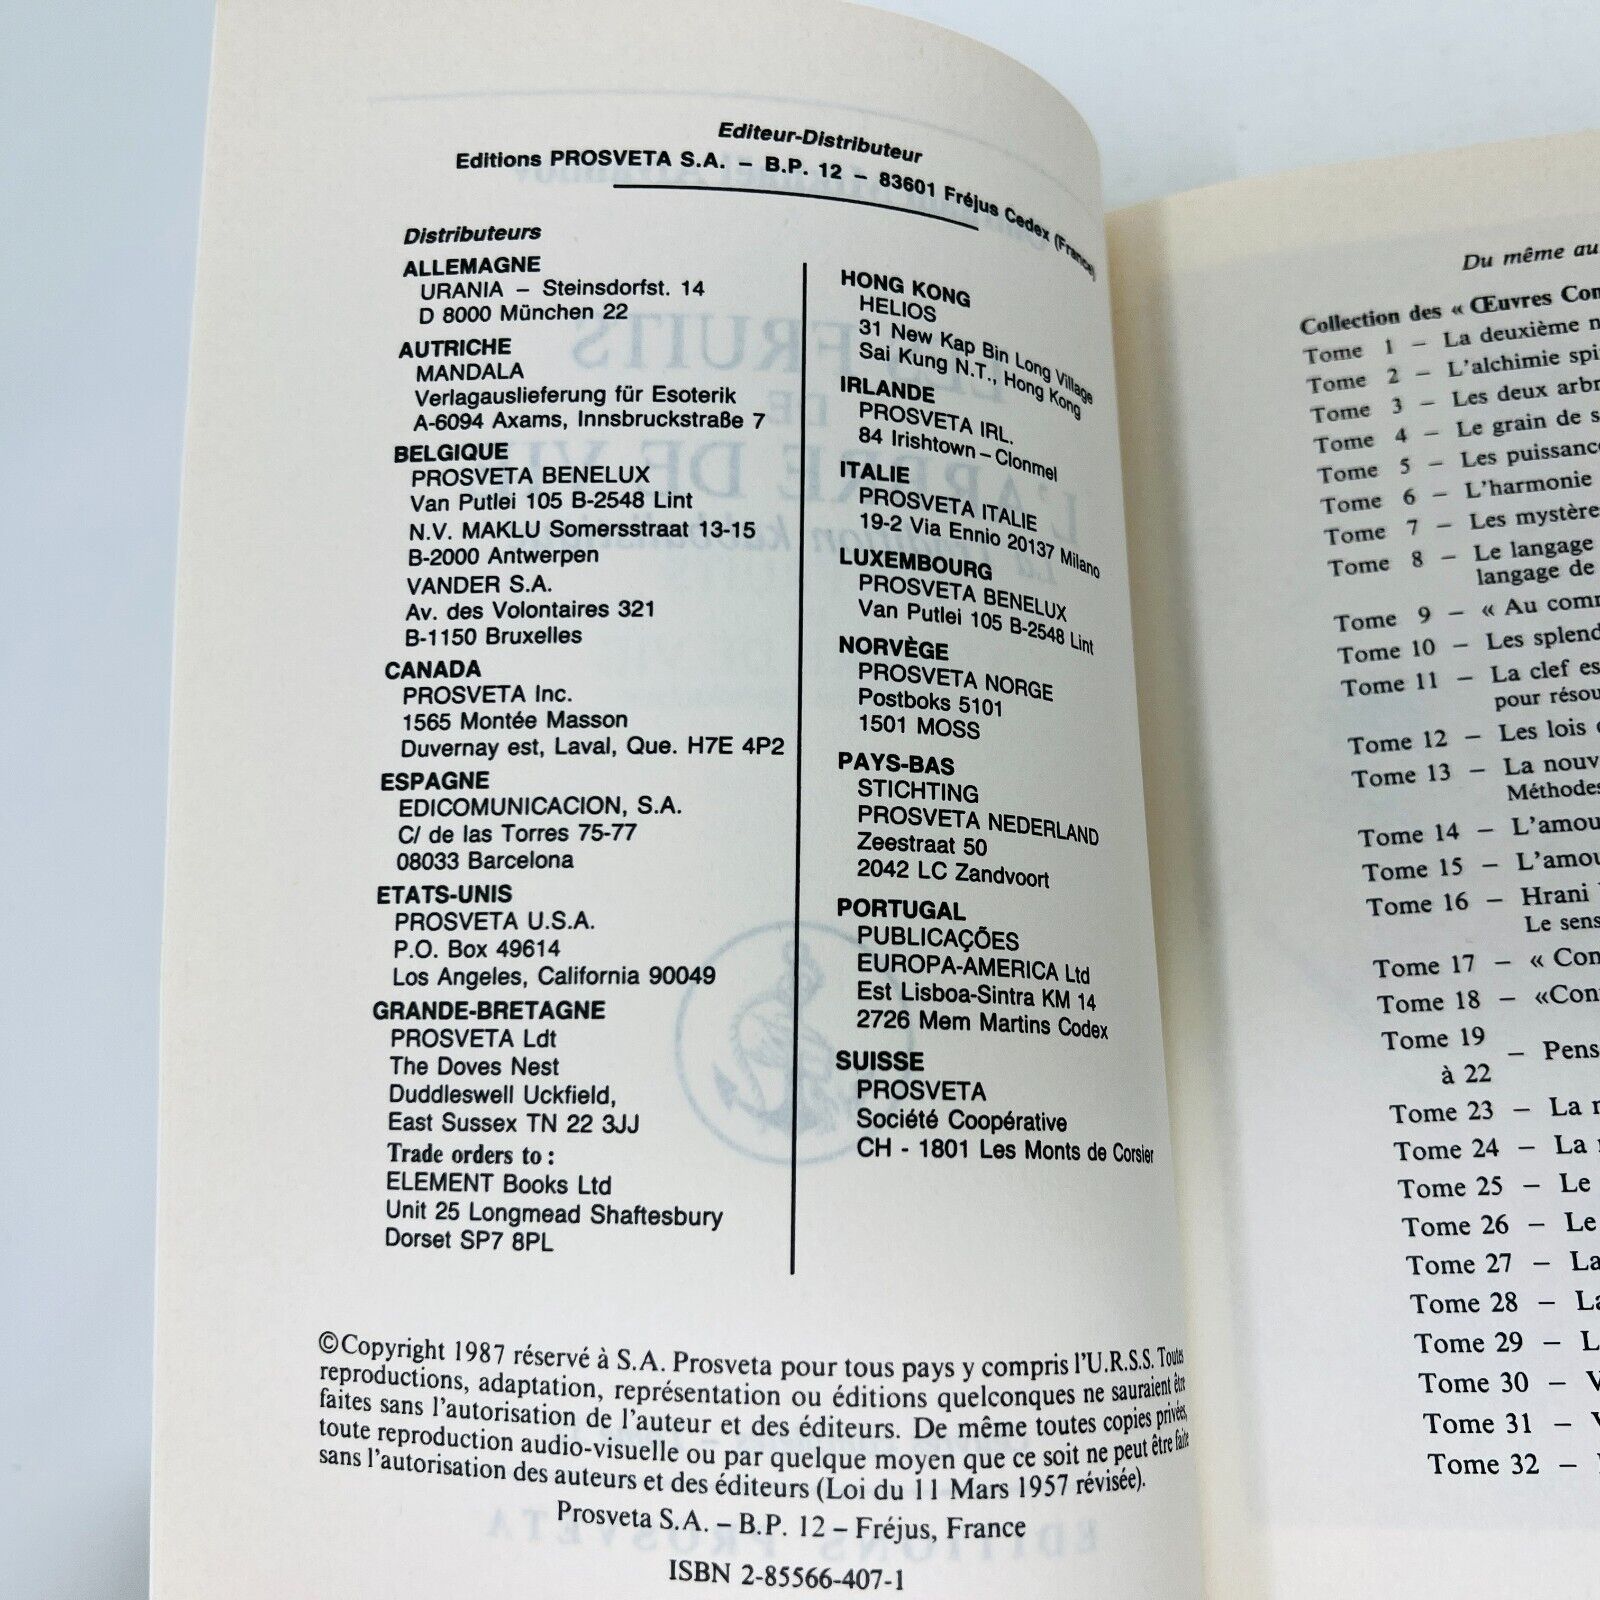 Editeur-Distributeur
Editions PROSVETA S.A. – B.P. 12 – 83601 Fréjus Cedex (France)
Distributeurs
ALLEMAGNE
URANIA – Steinsdorfst. 14
D 8000 München 22
AUTRICHE
MANDALA
Verlagauslieferung für Esoterik
A-6094 Axams, Innsbruckstraße 7
BELGIQUE
PROSVETA BENELUX
Van Putlei 105 B-2548 Lint
N.V. MAKLU Somersstraat 13-15
B-2000 Antwerpen
VANDER S.A.
Av. des Volontaires 321
B-1150 Bruxelles
CANADA
PROSVETA Inc.
1565 Montée Masson
Duvernay est, Laval, Que. H7E 4P2
ESPAGNE
EDICOMUNICACION, S.A.
C/ de las Torres 75-77
08033 Barcelona
ETATS-UNIS
PROSVETA U.S.A.
P.O. Box 49614
Los Angeles, California 90049
GRANDE-BRETAGNE
PROSVETA Ldt
The Doves Nest
Duddleswell Uckfield,
East Sussex TN 22 3JJ
Trade orders to :
ELEMENT Books Ltd
Unit 25 Longmead Shaftesbury
Dorset SP7 8PL
HONG KONG
HELIOS
31 New Kap Bin Long Village
Sai Kung N.T., Hong Kong
IRLANDE
PROSVETA IRL.
84 Irishtown – Clonmel
ITALIE
PROSVETA ITALIE
19-2 Via Ennio 20137 Milano
LUXEMBOURG
PROSVETA BENELUX
Van Putlei 105 B-2548 Lint
NORVÈGE
PROSVETA NORGE
Postboks 5101
1501 MOSS
PAYS-BAS
STICHTING
PROSVETA NEDERLAND
Zeestraat 50
2042 LC Zandvoort
PORTUGAL
PUBLICAÇÕES
EUROPA-AMERICA Ltd
Est Lisboa-Sintra KM 14
2726 Mem Martins Codex
SUISSE
PROSVETA
Société Coopérative
CH - 1801 Les Monts de Corsier
©Copyright 1987 réservé à S.A. Prosveta pour tous pays y compris l'U.R.S.S. Toutes
reproductions, adaptation, représentation ou éditions quelconques ne sauraient être
faites sans l'autorisation de l'auteur et des éditeurs. De même toutes copies privées,
toute reproduction audio-visuelle ou par quelque moyen que ce soit ne peut être faite
sans l'autorisation des auteurs et des éditeurs (Loi du 11 Mars 1957 révisée).
Prosveta S.A. – B.P. 12 – Fréjus, France
ISBN 2-85566-407-1
Du même au
Collection des « Œuvres Com
Tome 1 – La deuxième n
Tome 2 – L'alchimie spi
Tome 3 – Les deux arbr
Tome 4 – Le grain de s
Tome 5 – Les puissance
Tome 6 – L'harmonie
Tome 7 – Les mystère
Tome 8 – Le langage
langage de
Tome 9 – « Au comm
Tome 10 – Les splend
Tome 11 – La clef es
pour résou
Tome 12 – Les lois
Tome 13 – La nouv
Méthodes
Tome 14 – L'amou
Tome 15 – L'amou
Tome 16 – Hrani
Le sens
Tome 17 – « Con
Tome 18 – «Con
Tome 19
à 22 – Pens
Tome 23 – La
Tome 24 – La
Tome 25 – Le
Tome 26 – Le
Tome 27 – La
Tome 28 – La
Tome 29 – L
Tome 30 – V
Tome 31 – V
Tome 32 –